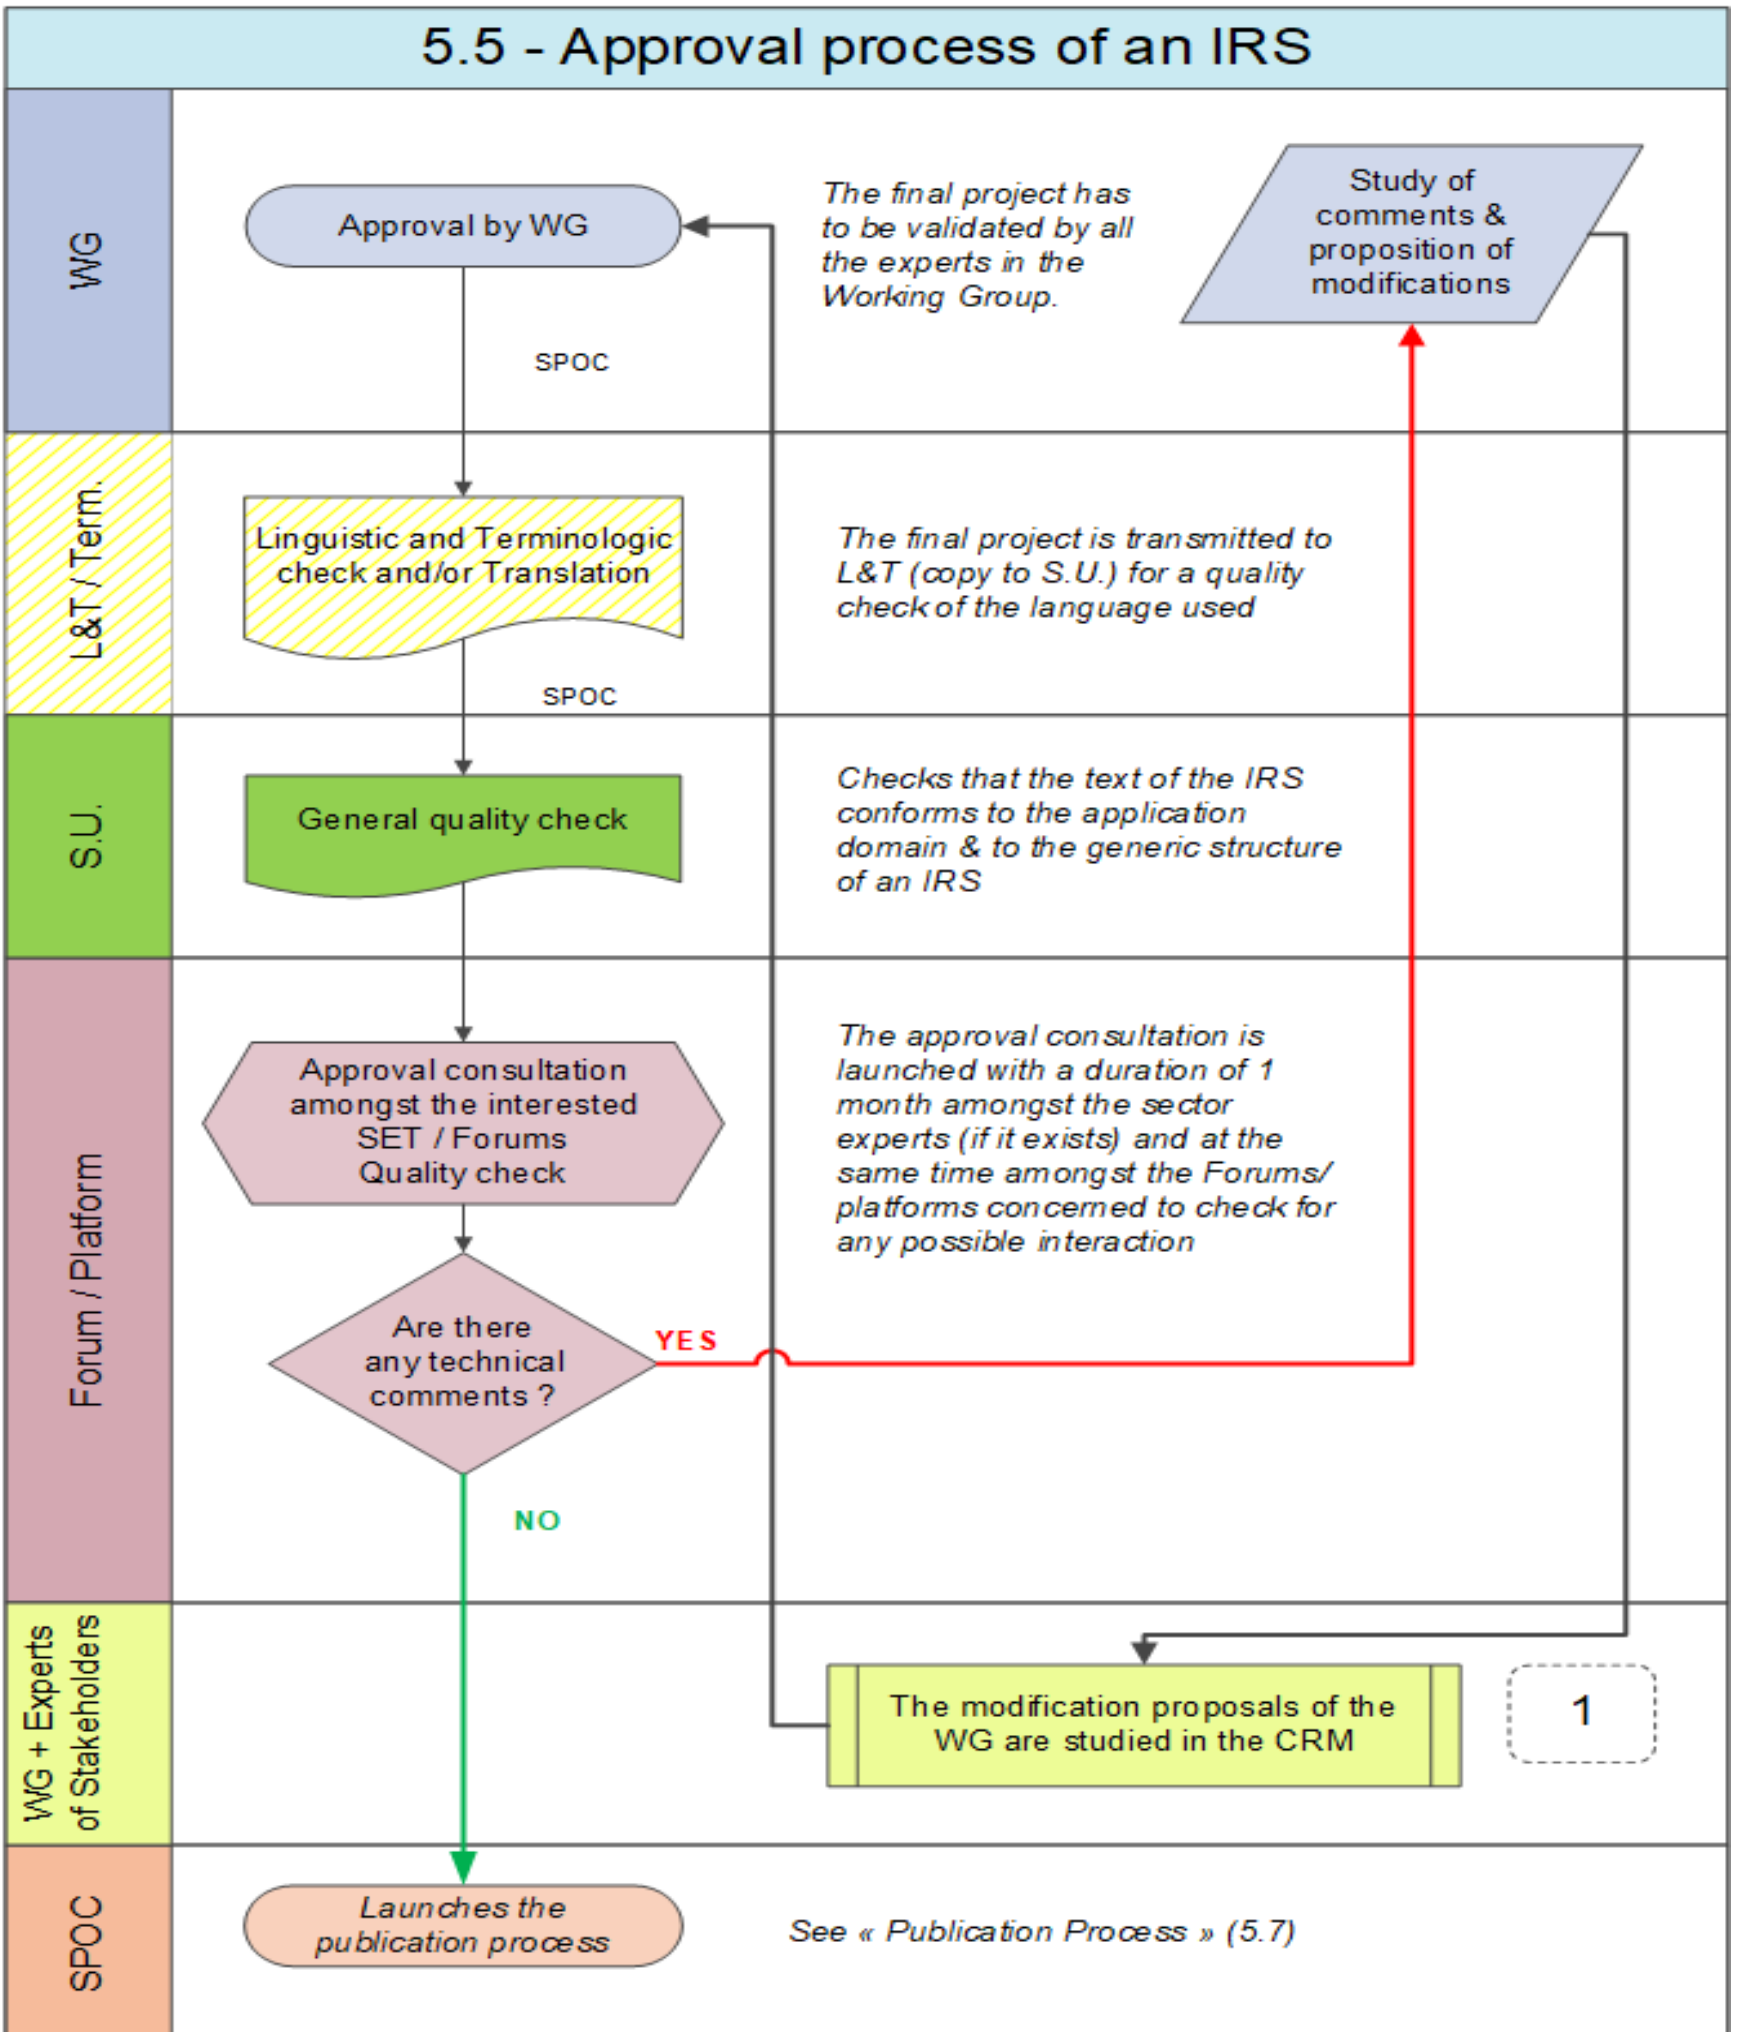 5.5 - Approval process of an IRS
WG
Approval by WG
The final project has
to be validated by all
the experts in the
Working Group.
Study of
comments &
proposition of
modifications
SPOC
L&T / Term.
Linguistic and Terminologic
check and/or Translation
The final project is transmitted to
L&T (copy to S.U.) for a quality
check of the language used
SPOC
S.U.
General quality check
Checks that the text of the IRS
conforms to the application
domain & to the generic structure
of an IRS
Forum / Platform
Approval consultation
amongst the interested
SET / Forums
Quality check
The approval consultation is
launched with a duration of 1
month amongst the sector
experts (if it exists) and at the
same time amongst the Forums/
platforms concerned to check for
any possible interaction
Are there
any technical
comments ?
YES
NO
WG + Experts
of Stakeholders
The modification proposals of the
WG are studied in the CRM
1
SPOC
Launches the
publication process
See « Publication Process » (5.7)